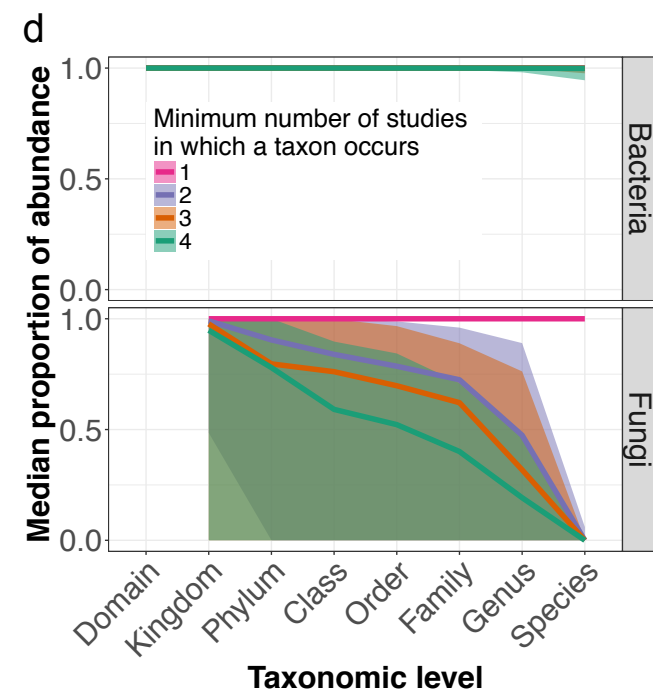 d
Median proportion of abundance
1.0
0.5
0.0
Minimum number of studies
in which a taxon occurs
1
2
3
4
Bacteria
1.0
0.5
0.0
Fungi
Domain
Kingdom
Phylum
Class
Order
Family
Genus
Species
Taxonomic level